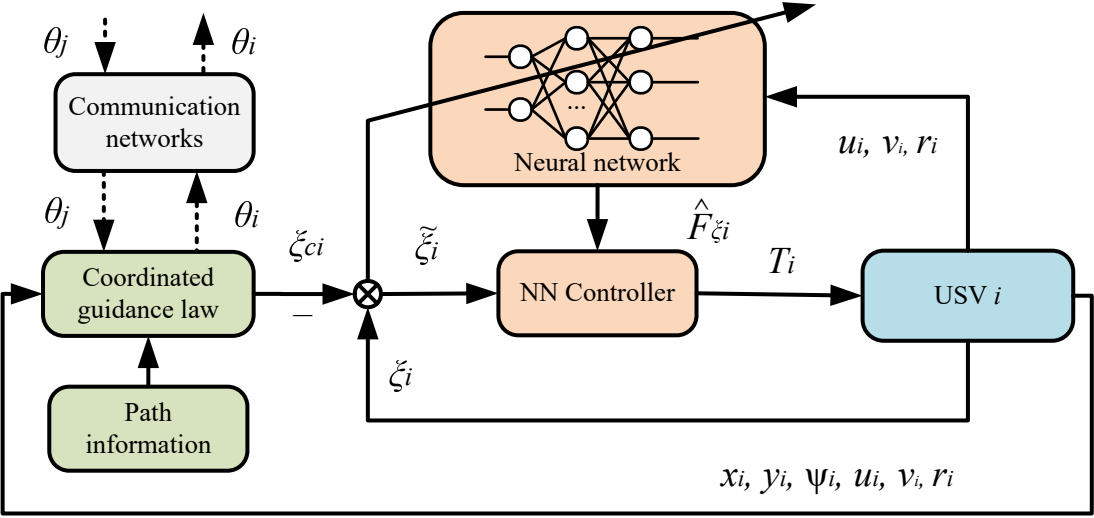 θj
θi
Communication
networks
θj
θi
Coordinated
guidance law
Path
information
ξci
−
ξ̃i
ξi
...
Neural network
F̂ξi
NN Controller
Ti
ui, vi, ri
USV i
xi, yi, ψi, ui, vi, ri